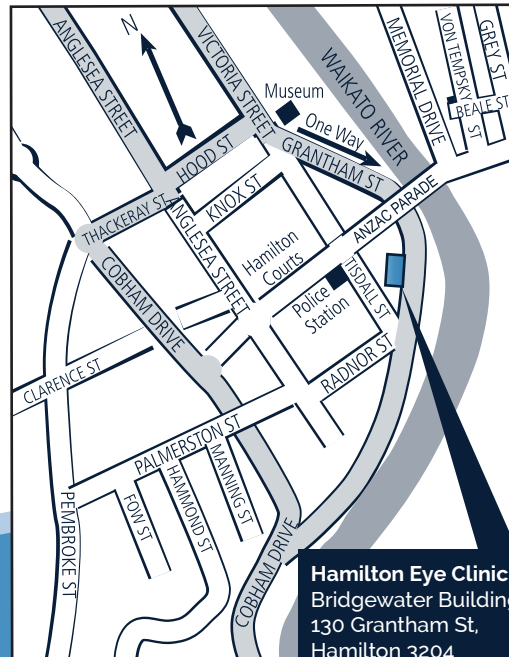 N
ANGLESEA STREET
VICTORIA STREET
WAIKATO RIVER
MEMORIAL DRIVE
VON TEMPSKY ST
GREY ST
BEALE ST
Museum
One Way
HOOD ST
GRANTHAM ST
THACKERAY ST
KNOX ST
ANGLESEA STREET
ANZAC PARADE
Hamilton
Courts
TISDALL ST
Police
Station
COBHAM DRIVE
RADNOR ST
CLARENCE ST
PALMERSTON ST
PEMBROKE ST
FOW ST
HAMMOND ST
MANNING ST
COBHAM DRIVE
Hamilton Eye Clinic
Bridgewater Building
130 Grantham St,
Hamilton 3204